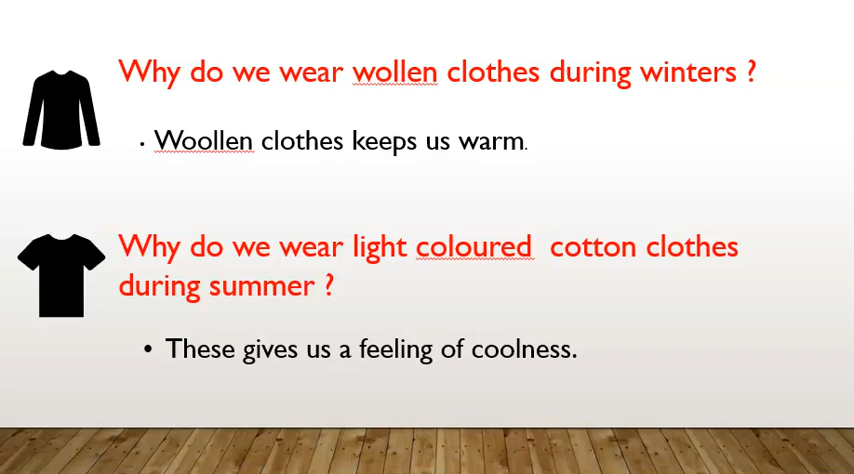 Why do we wear wollen clothes during winters ?
• Woollen clothes keeps us warm.
Why do we wear light coloured cotton clothes
during summer ?
• These gives us a feeling of coolness.